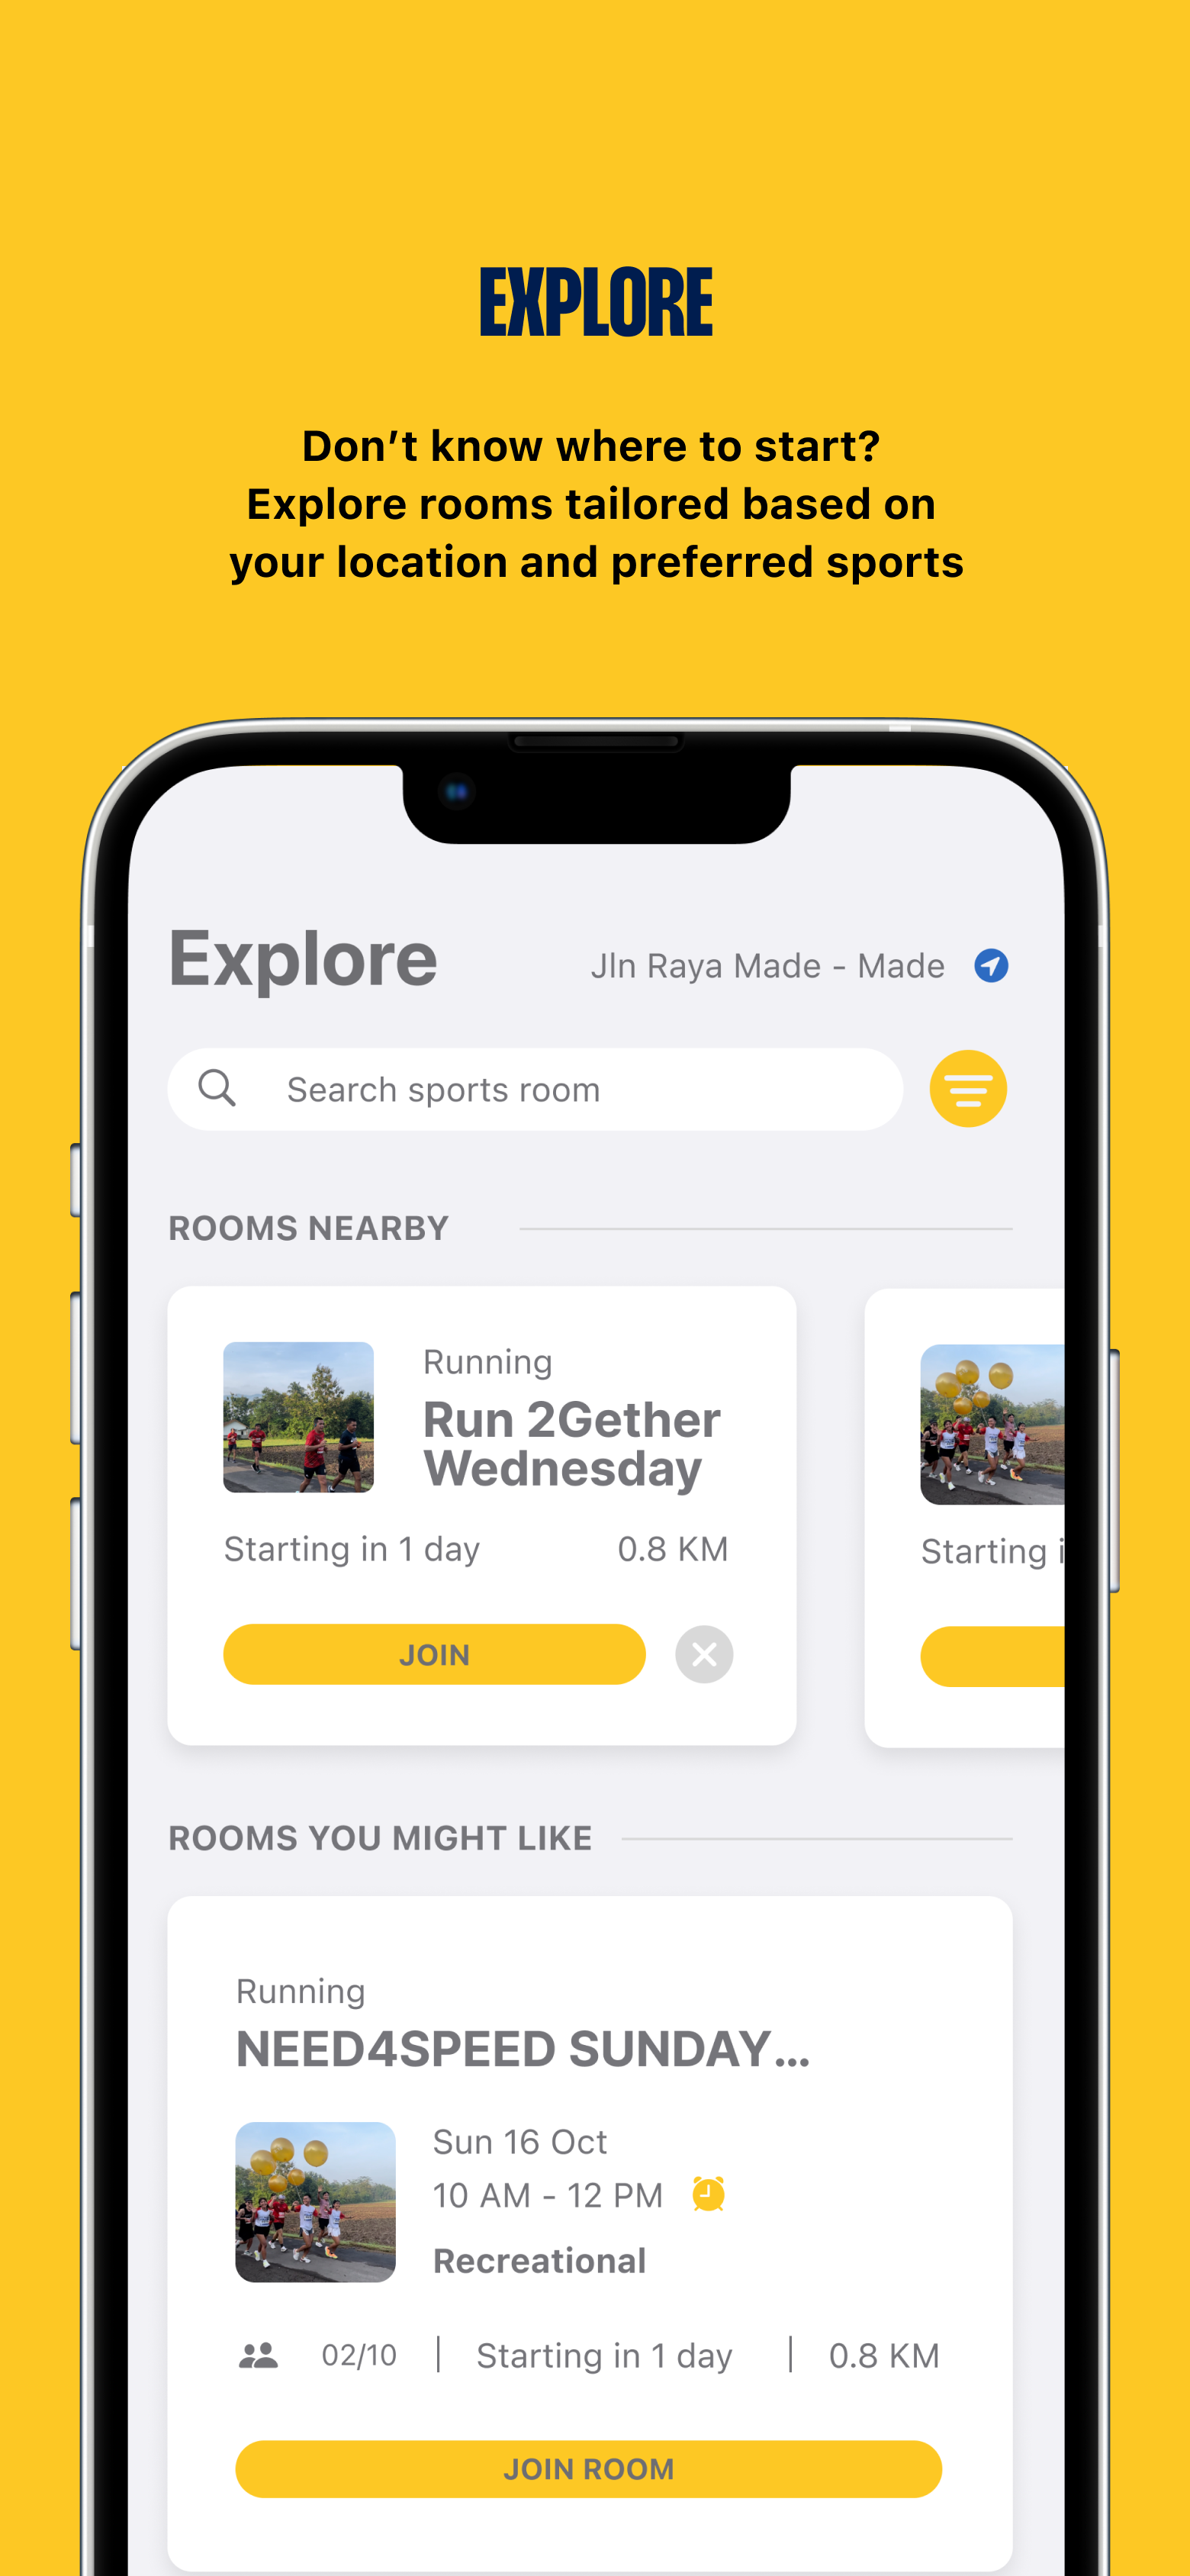 EXPLORE
Don’t know where to start?
Explore rooms tailored based on
your location and preferred sports
Explore
Jln Raya Made - Made
Search sports room
ROOMS NEARBY
Running
Run 2Gether
Wednesday
Starting in 1 day
0.8 KM
JOIN
Starting i
ROOMS YOU MIGHT LIKE
Running
NEED4SPEED SUNDAY...
Sun 16 Oct
10 AM - 12 PM
Recreational
02/10
Starting in 1 day
0.8 KM
JOIN ROOM